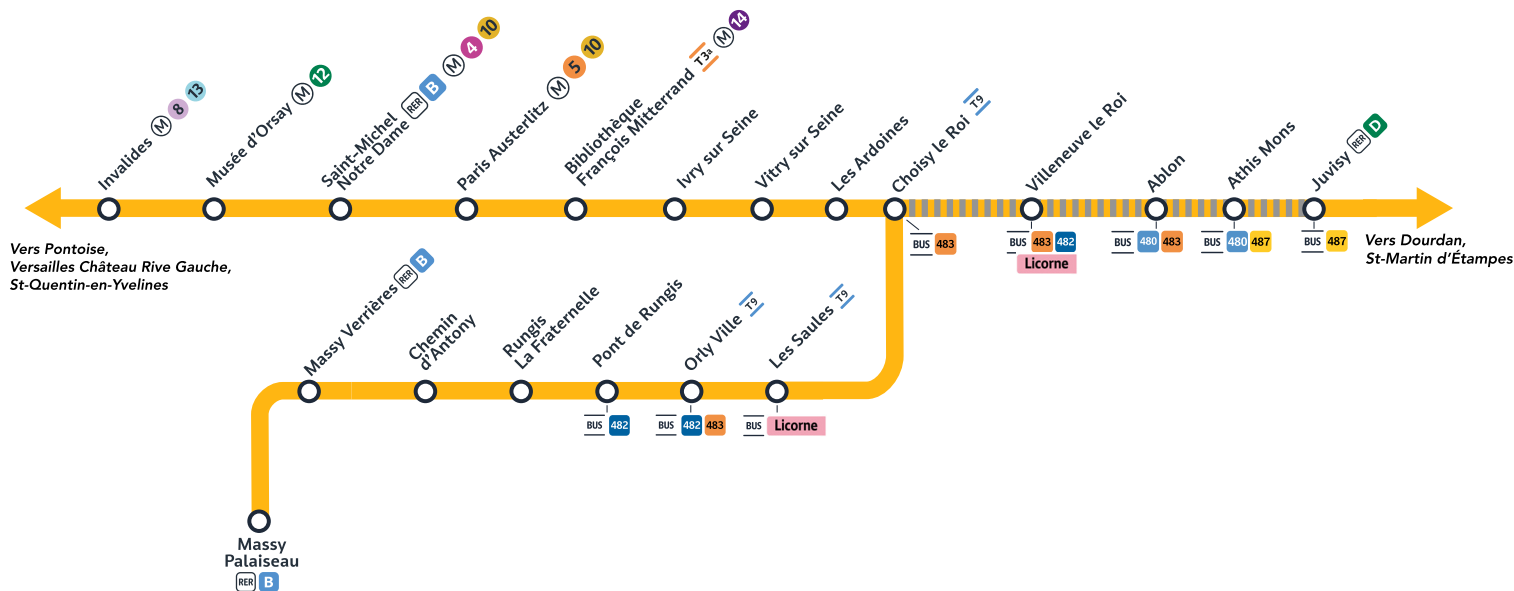 Invalides M 8 13
Musée d'Orsay M 12
Saint-Michel
Notre Dame RER B M 4 10
Paris Austerlitz M 5 10
Bibliothèque
François Mitterrand T3a M 14
Ivry sur Seine
Vitry sur Seine
Les Ardoines
Choisy le Roi T9
Villeneuve le Roi
Ablon
Athis Mons
Juvisy RER D
BUS 483
BUS 483 482
Licorne
BUS 480 483
BUS 480 487
BUS 487
Vers Pontoise,
Versailles Château Rive Gauche,
St-Quentin-en-Yvelines
Vers Dourdan,
St-Martin d'Étampes
Massy Verrières RER B
Chemin
d'Antony
Rungis
La Fraternelle
Pont de Rungis
Orly Ville T9
Les Saules T9
BUS 482
BUS 482 483
BUS Licorne
Massy
Palaiseau
RER B